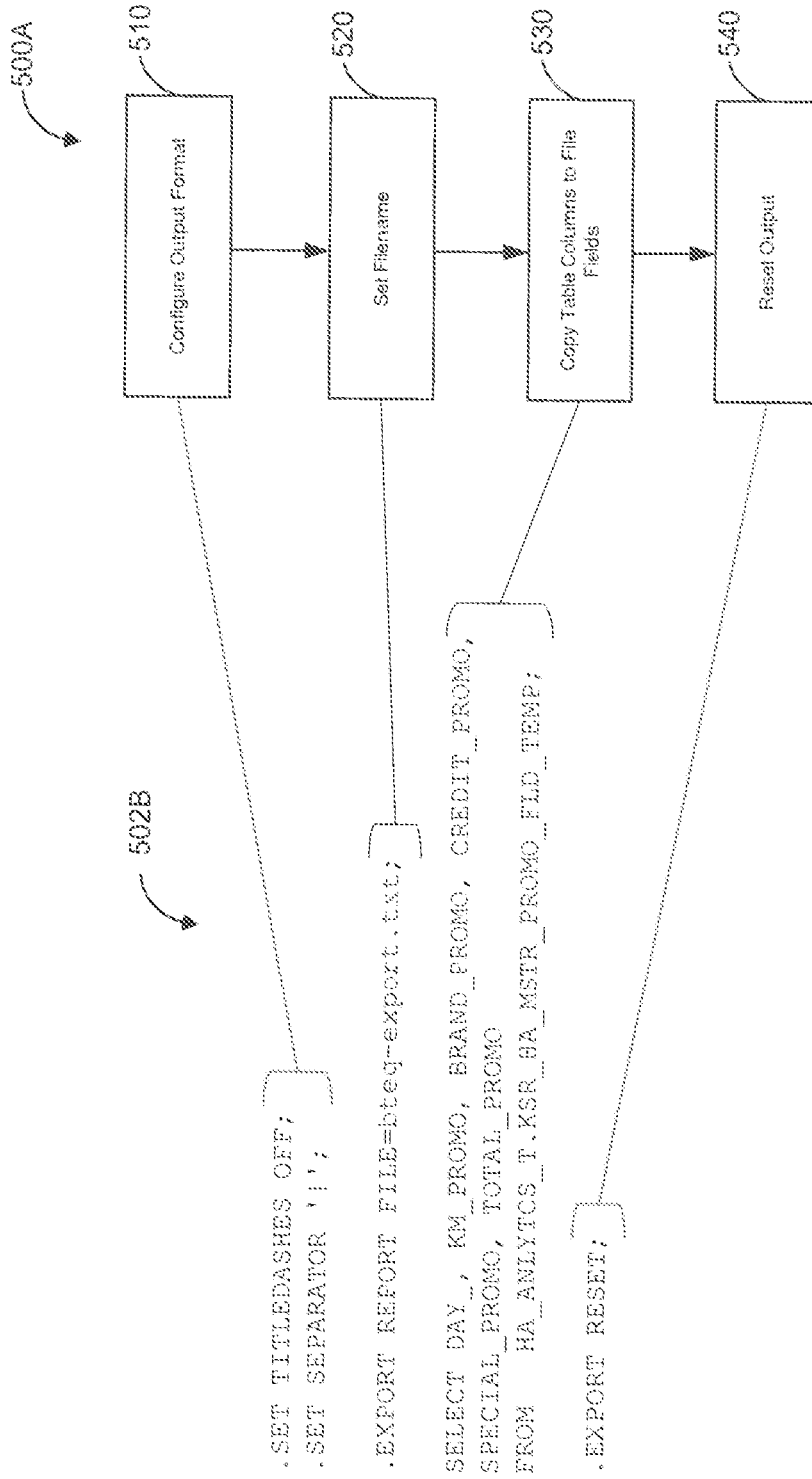 500A
510
Configure Output Format
520
Set Filename
530
Copy Table Columns to File
Fields
540
Reset Output
502B
.SET TITLEDASHES OFF;
.SET SEPARATOR '|';
.EXPORT REPORT FILE=bteq-export.txt;
SELECT DAY_, KM_PROMO, BRAND_PROMO, CREDIT_PROMO,
SPECIAL_PROMO, TOTAL_PROMO
FROM HA_ANLYTCS_T.KSR_HA_MSTR_PROMO_FLD_TEMP;
.EXPORT RESET;